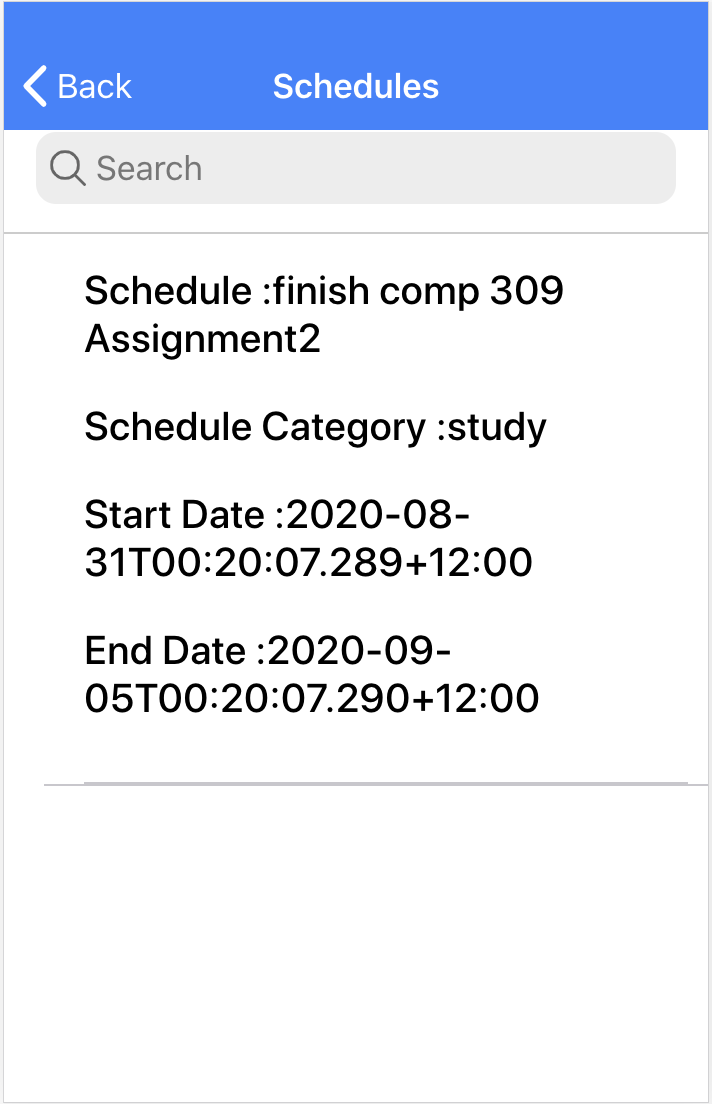 Back
Schedules
Search
Schedule :finish comp 309
Assignment2
Schedule Category :study
Start Date :2020-08-
31T00:20:07.289+12:00
End Date :2020-09-
05T00:20:07.290+12:00